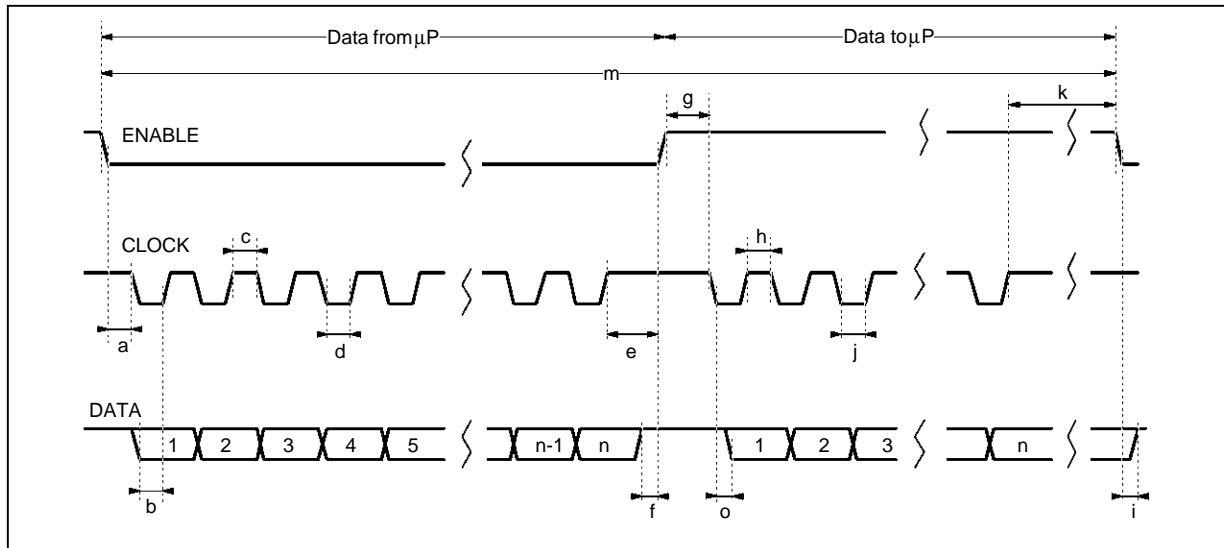 Data from µP
Data to µP
m
g
k
ENABLE
CLOCK
c
h
a
d
e
j
DATA
1
2
3
4
5
n-1
n
1
2
3
n
b
f
o
i